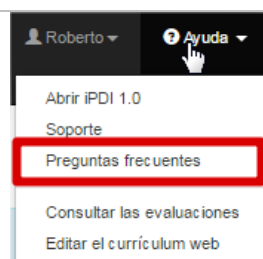 Roberto Ayuda
Abrir iPDI 1.0
Soporte
Preguntas frecuentes
Consultar las evaluaciones
Editar el currículum web